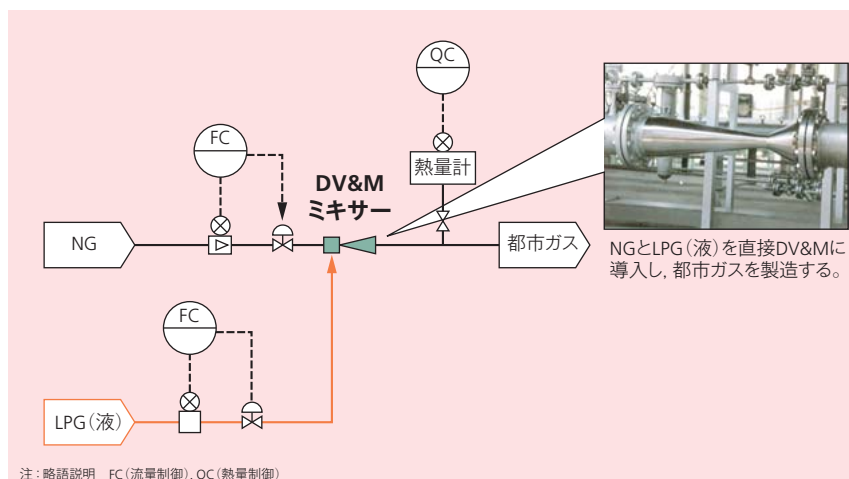 QC
FC
熱量計
DV&M
ミキサー
NG
都市ガス
NGとLPG（液）を直接DV&Mに
導入し，都市ガスを製造する。
FC
LPG（液）
注：略語説明　FC（流量制御），QC（熱量制御）